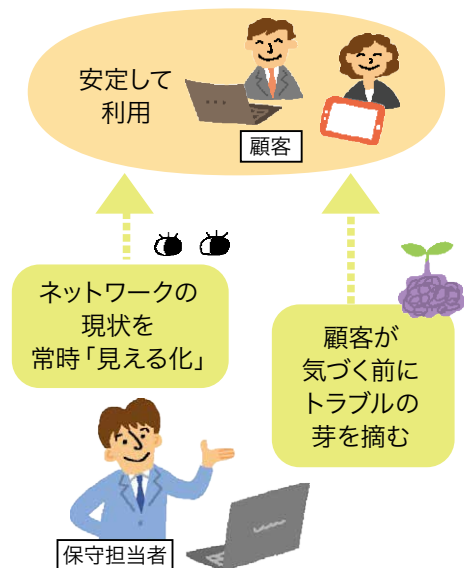 安定して
利用
顧客
ネットワークの
現状を
常時「見える化」
顧客が
気づく前に
トラブルの
芽を摘む
保守担当者